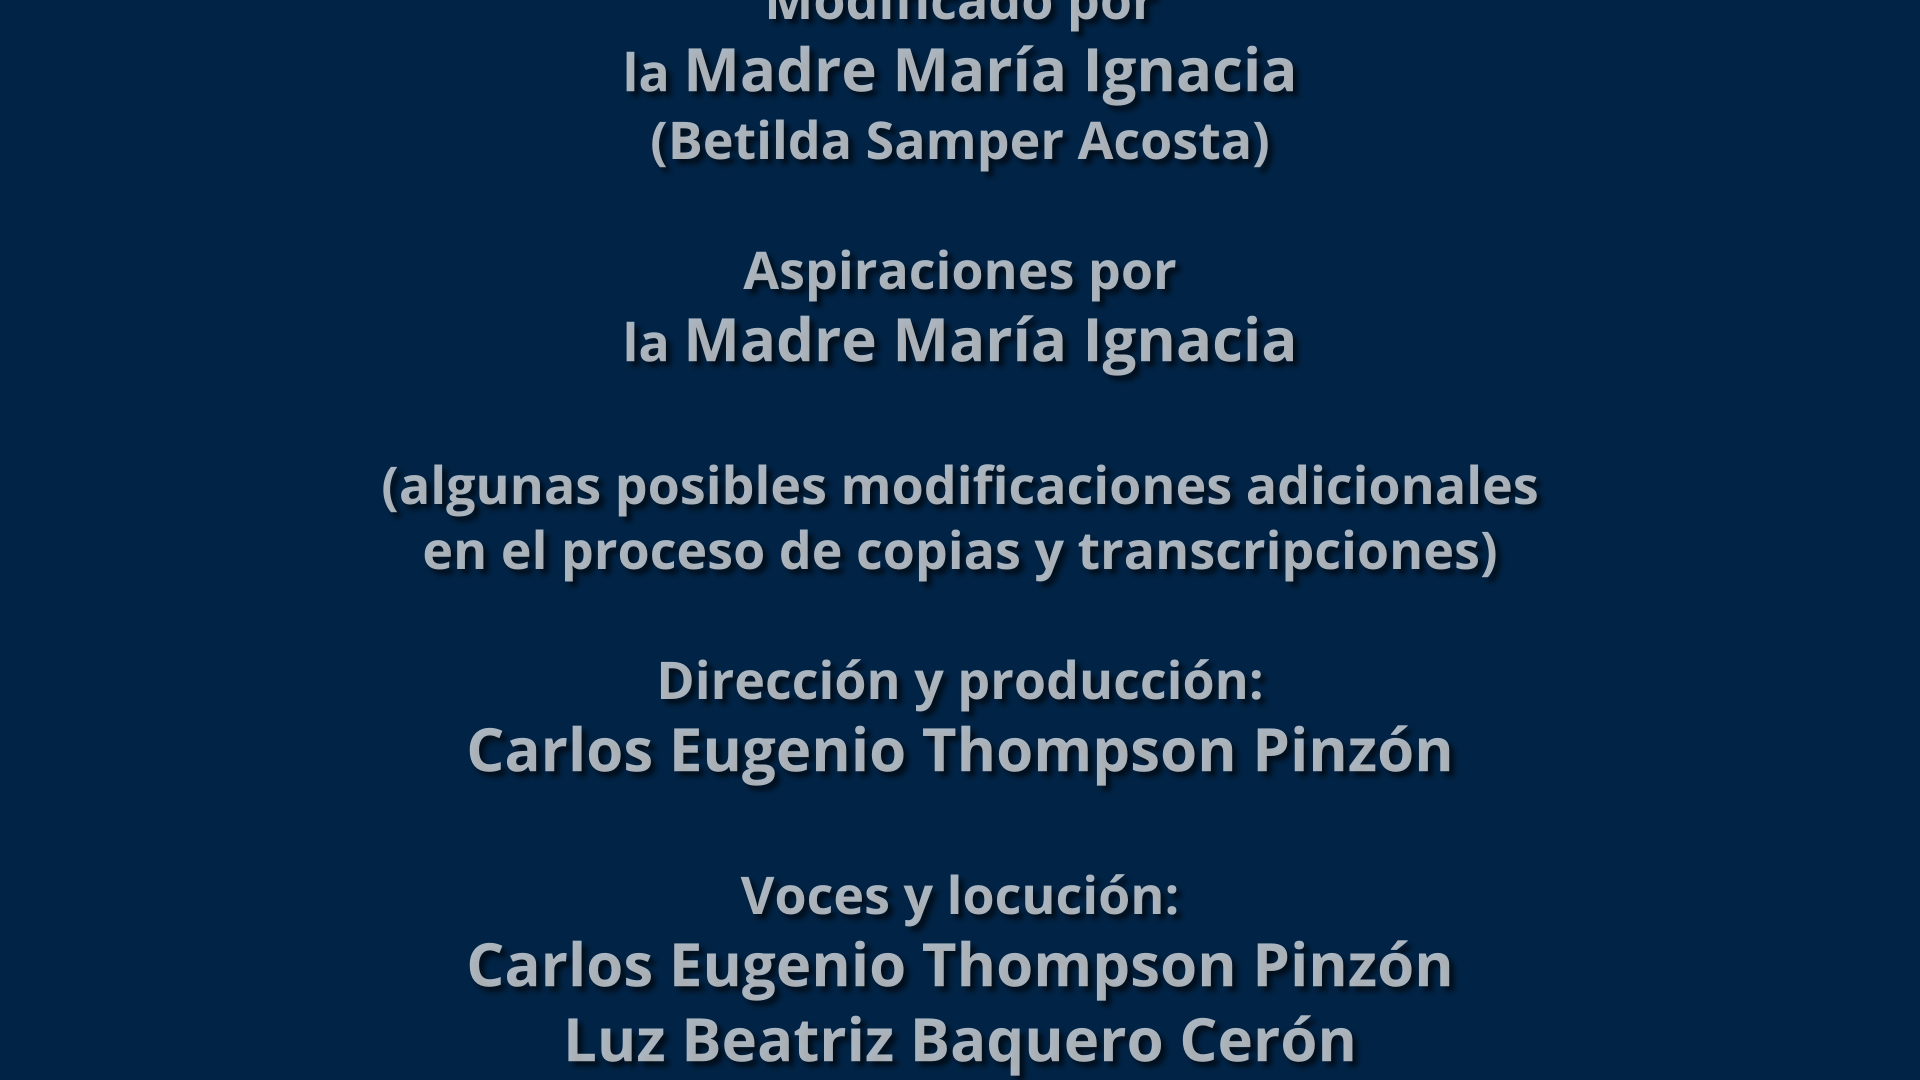 Modificado por
la Madre María Ignacia
(Betilda Samper Acosta)
Aspiraciones por
la Madre María Ignacia
(algunas posibles modificaciones adicionales
en el proceso de copias y transcripciones)
Dirección y producción:
Carlos Eugenio Thompson Pinzón
Voces y locución:
Carlos Eugenio Thompson Pinzón
Luz Beatriz Baquero Cerón